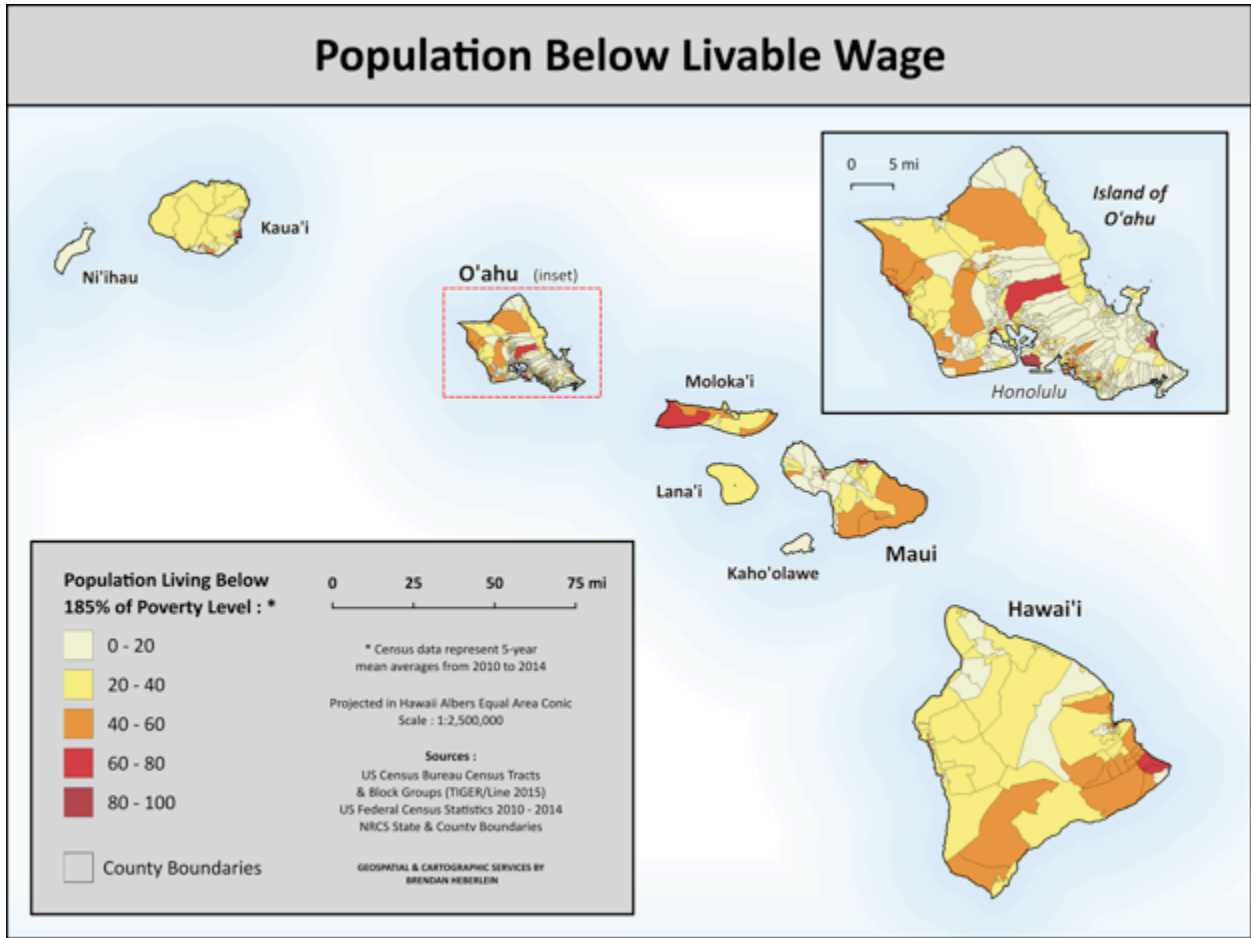 Population Below Livable Wage
0 5 mi
Island of
O'ahu
Honolulu
Kaua'i
Ni'ihau
O'ahu (inset)
Moloka'i
Lana'i
Maui
Kaho'olawe
Hawai'i
Population Living Below
185% of Poverty Level : *
0 - 20
20 - 40
40 - 60
60 - 80
80 - 100
County Boundaries
0 25 50 75 mi
* Census data represent 5-year
mean averages from 2010 to 2014
Projected in Hawaii Albers Equal Area Conic
Scale : 1:2,500,000
Sources :
US Census Bureau Census Tracts
& Block Groups (TIGER/Line 2015)
US Federal Census Statistics 2010 - 2014
NRCS State & County Boundaries
GEOSPATIAL & CARTOGRAPHIC SERVICES BY
BRENDAN HEBERLEIN